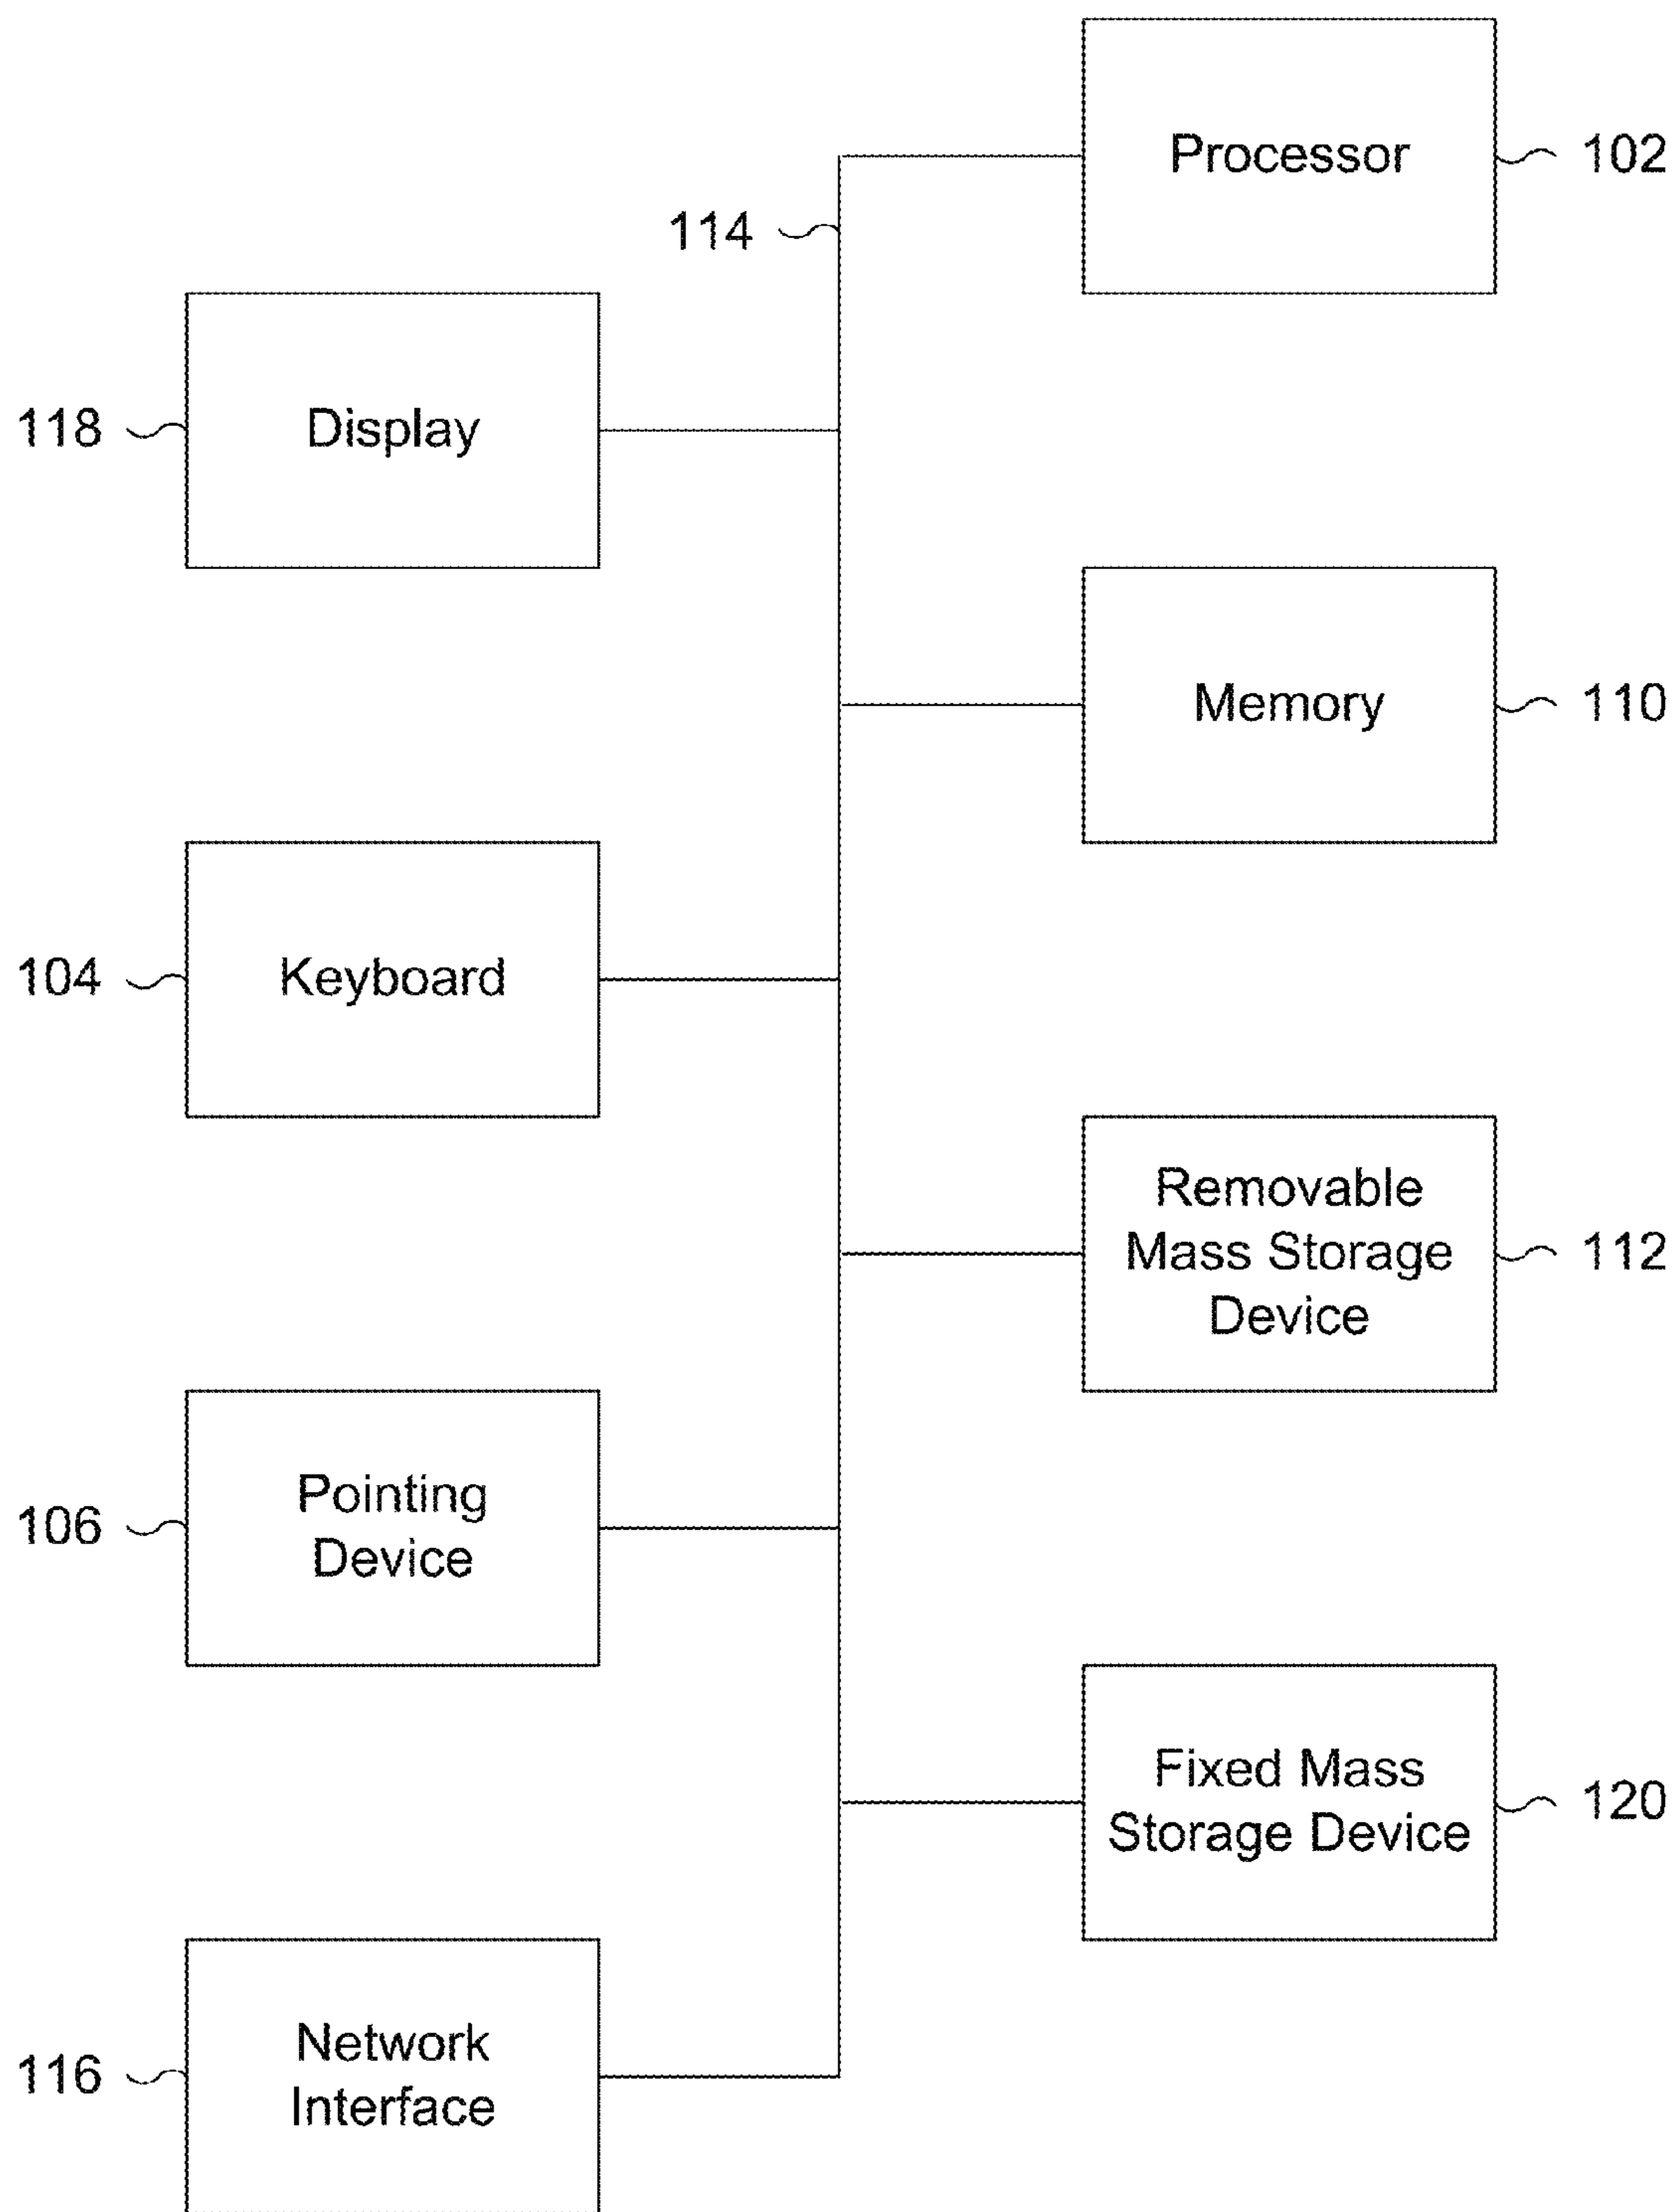 Processor
102
114
118
Display
Memory
110
104
Keyboard
Removable
Mass Storage
Device
112
106
Pointing
Device
Fixed Mass
Storage Device
120
116
Network
Interface